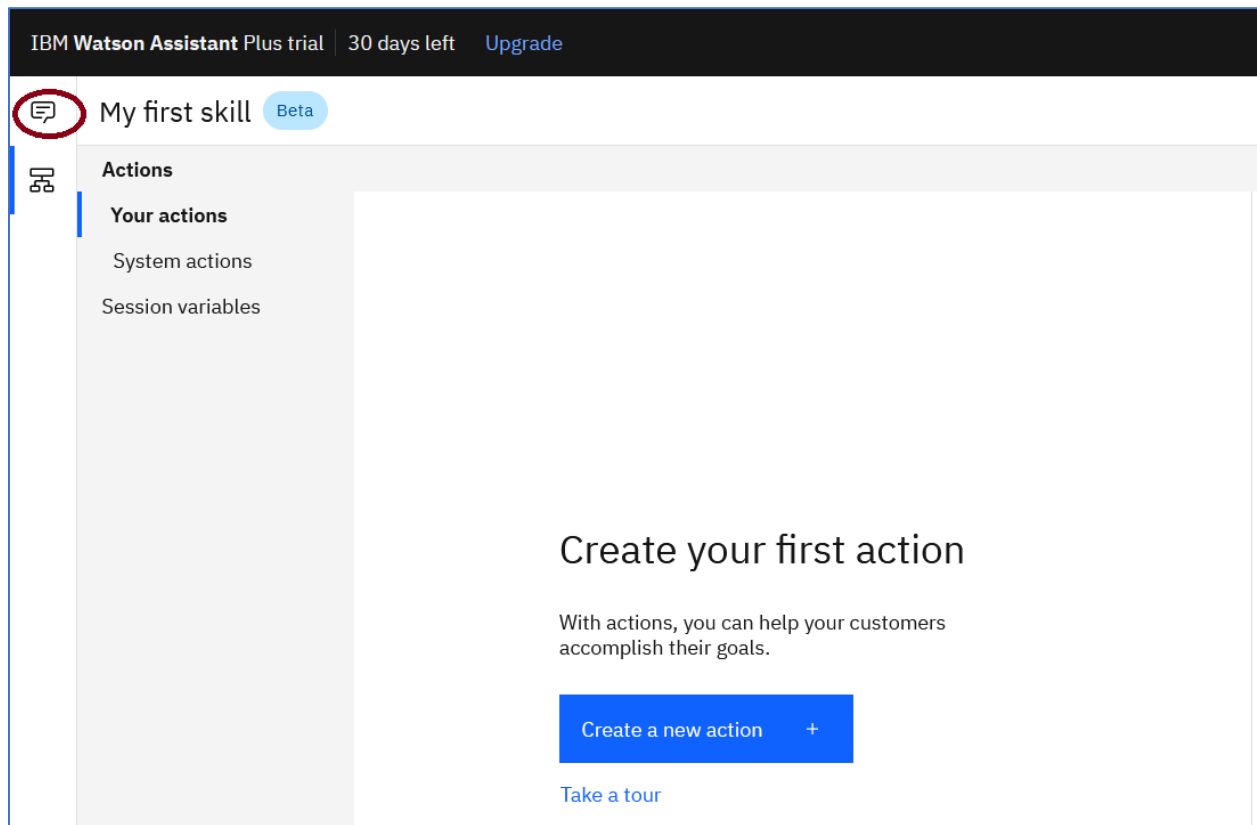 IBM Watson Assistant Plus trial 30 days left Upgrade
My first skill Beta
Actions
Your actions
System actions
Session variables
Create your first action
With actions, you can help your customers
accomplish their goals.
Create a new action +
Take a tour